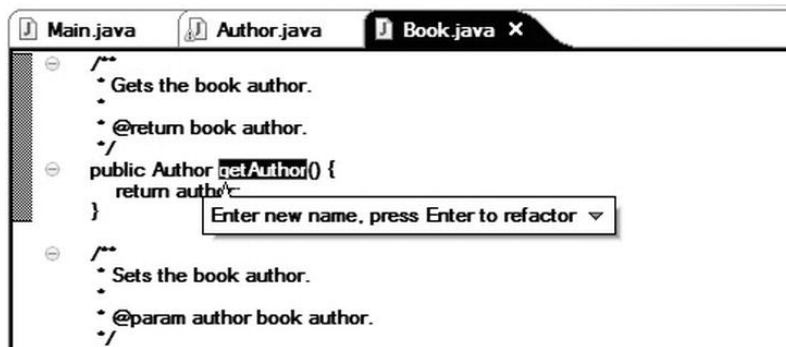 Main.java Author.java Book.java
/**
* Gets the book author.
*
* @return book author.
*/
public Author getAuthor() {
return author;
}
Enter new name, press Enter to refactor
/**
* Sets the book author.
*
* @param author book author.
*/